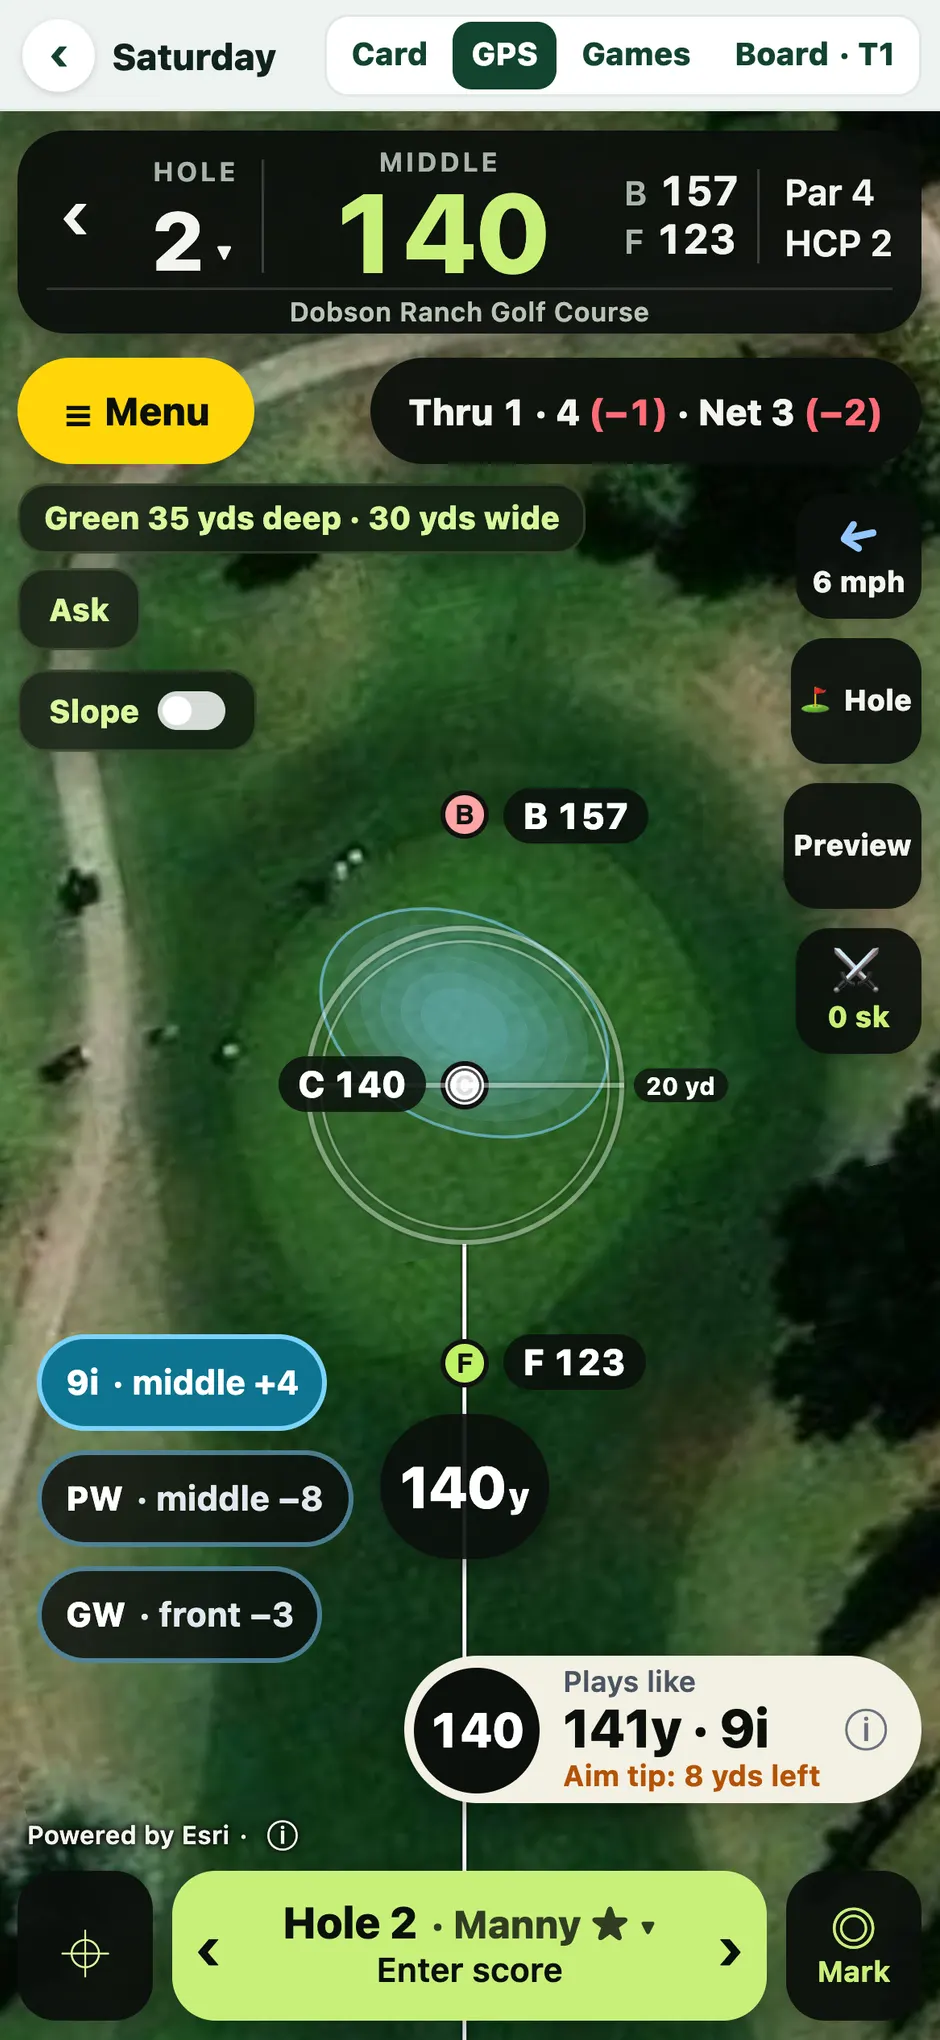 Saturday
Card
GPS
Games
Board · T1
HOLE
2
MIDDLE
140
B 157
F 123
Par 4
HCP 2
Dobson Ranch Golf Course
Menu
Thru 1 · 4 (−1) · Net 3 (−2)
Green 35 yds deep · 30 yds wide
6 mph
Ask
Slope
Hole
B
B 157
Preview
0 sk
C 140
C
20 yd
F
F 123
9i · middle +4
140y
PW · middle −8
GW · front −3
140
Plays like
141y · 9i
Aim tip: 8 yds left
Powered by Esri ·
Hole 2 · Manny ★
Enter score
Mark